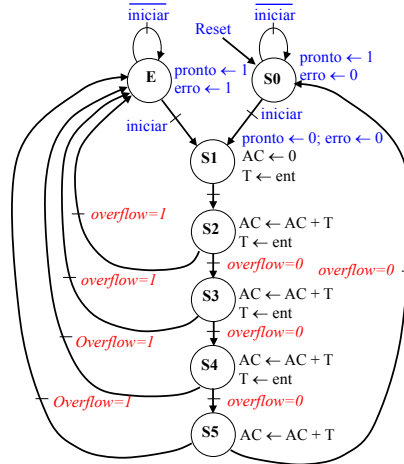 iniciar
iniciar
Reset
E
pronto ← 1
erro ← 1
S0
pronto ← 1
erro ← 0
iniciar
iniciar
pronto ← 0; erro ← 0
S1
AC ← 0
T ← ent
S2
AC ← AC + T
T ← ent
overflow=1
overflow=0
overflow=0
S3
AC ← AC + T
T ← ent
overflow=1
overflow=0
S4
AC ← AC + T
T ← ent
Overflow=1
overflow=0
Overflow=1
S5
AC ← AC + T